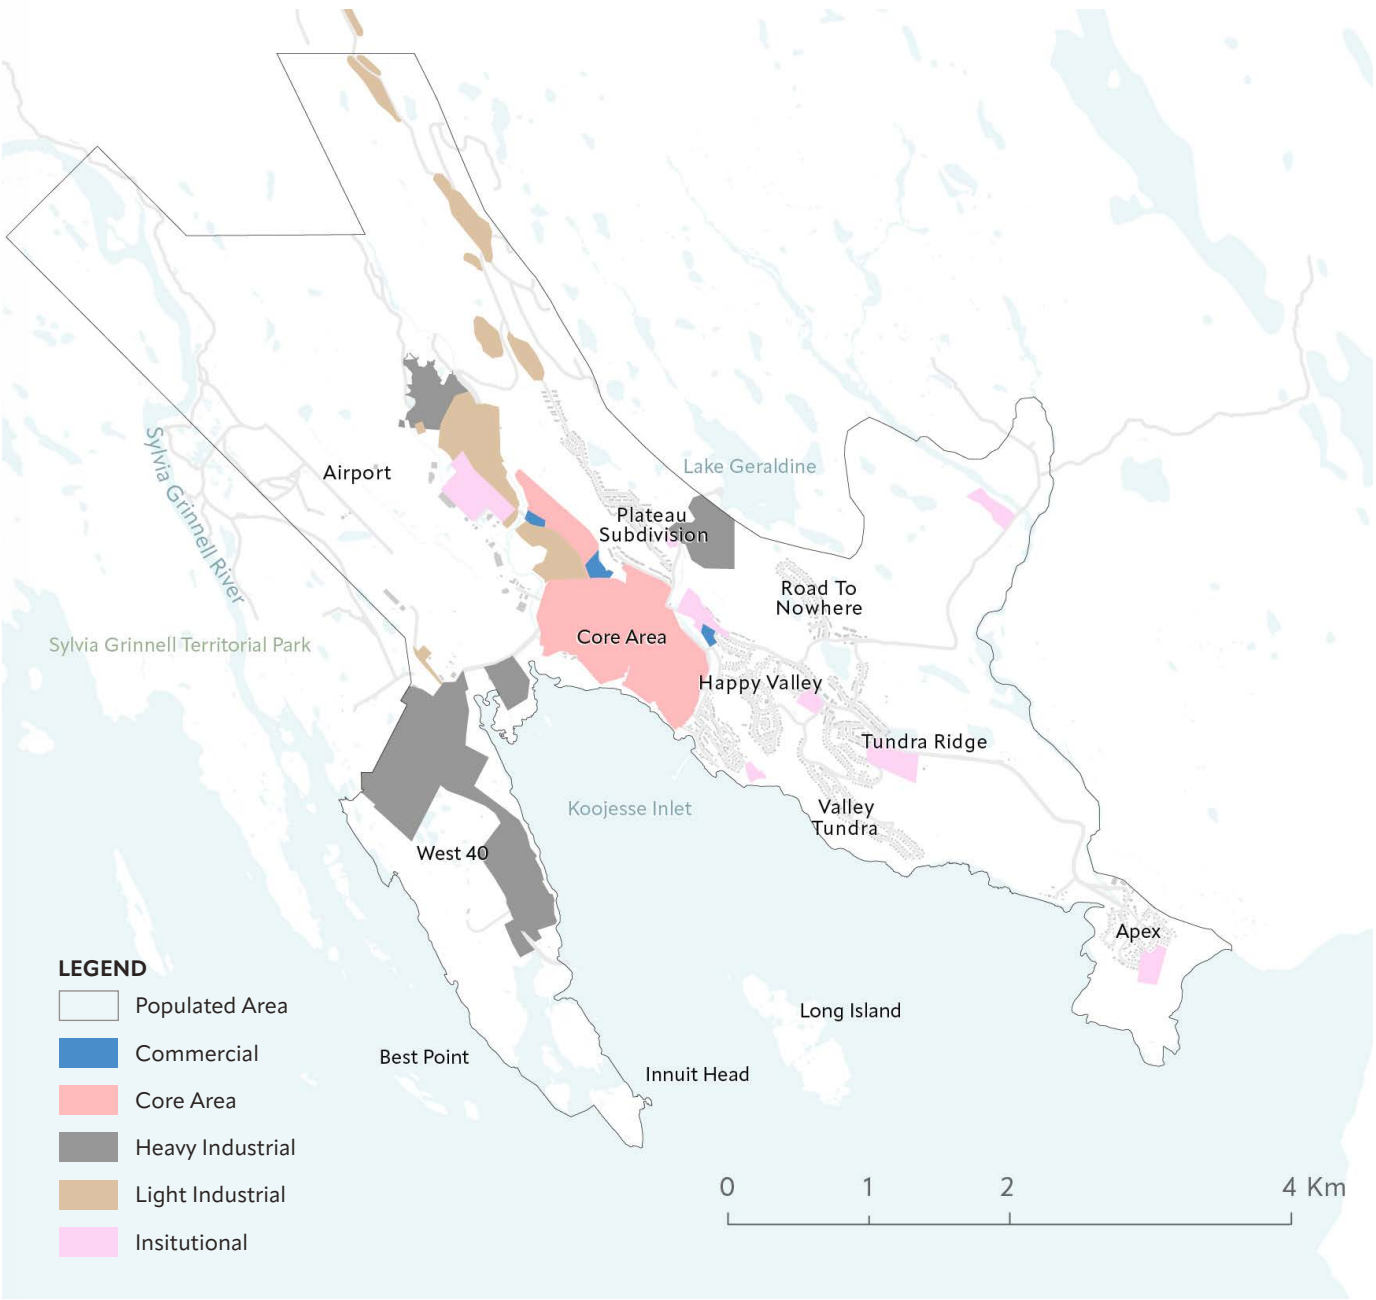 Lake Geraldine
Airport
Sylvia Grinnell River
Plateau
Subdivision
Road To
Nowhere
Core Area
Sylvia Grinnell Territorial Park
Happy Valley
Tundra Ridge
Koojesse Inlet
Valley
Tundra
West 40
Apex
Long Island
Best Point
Innuit Head
LEGEND
Populated Area
Commercial
Core Area
Heavy Industrial
Light Industrial
Insitutional
0 1 2 4 Km